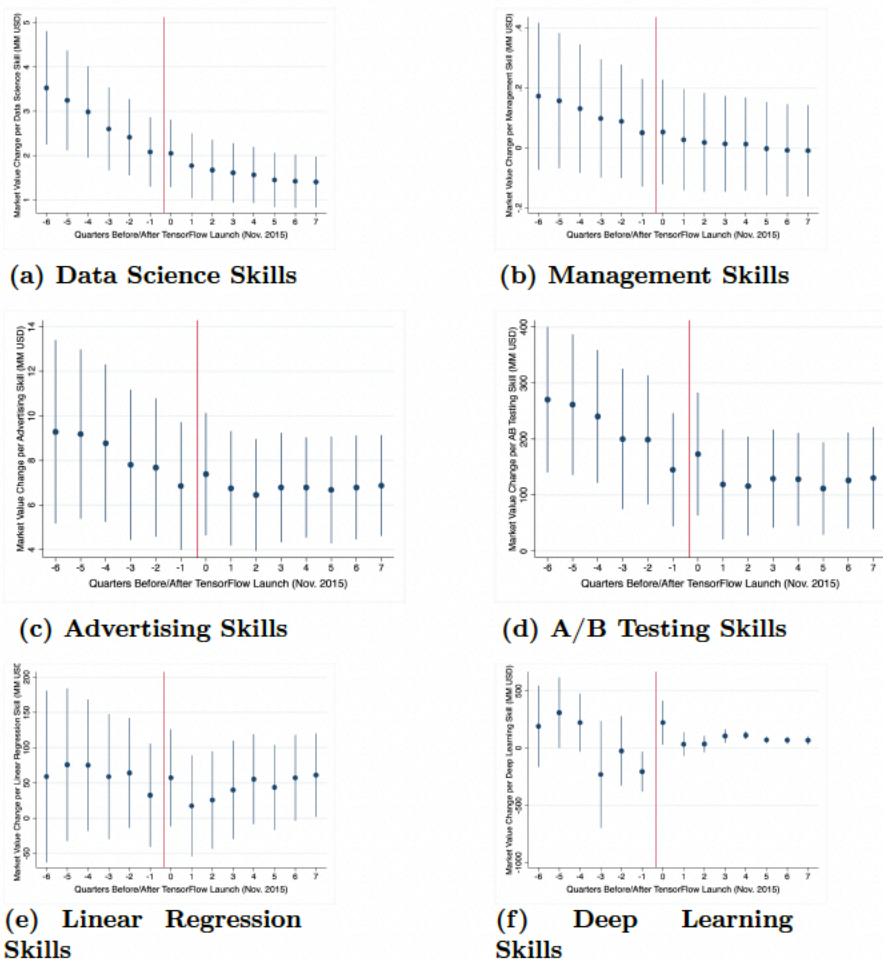 Market Value Change per Data Science Skill (MM USD)
5
4
3
2
1
-6 -5 -4 -3 -2 -1 0 1 2 3 4 5 6 7
Quarters Before/After TensorFlow Launch (Nov. 2015)
(a) Data Science Skills
Market Value Change per Management Skill (MM USD)
.4
.2
0
-.2
-6 -5 -4 -3 -2 -1 0 1 2 3 4 5 6 7
Quarters Before/After TensorFlow Launch (Nov. 2015)
(b) Management Skills
Market Value Change per Advertising Skill (MM USD)
14
12
10
8
6
4
-6 -5 -4 -3 -2 -1 0 1 2 3 4 5 6 7
Quarters Before/After TensorFlow Launch (Nov. 2015)
(c) Advertising Skills
Market Value Change per AB Testing Skill (MM USD)
400
300
200
100
0
-6 -5 -4 -3 -2 -1 0 1 2 3 4 5 6 7
Quarters Before/After TensorFlow Launch (Nov. 2015)
(d) A/B Testing Skills
Market Value Change per Linear Regression Skill (MM USD
200
150
100
50
0
-50
-6 -5 -4 -3 -2 -1 0 1 2 3 4 5 6 7
Quarters Before/After TensorFlow Launch (Nov. 2015)
(e) Linear Regression
Skills
Market Value Change per Deep Learning Skill (MM USD)
500
0
-500
-1000
-6 -5 -4 -3 -2 -1 0 1 2 3 4 5 6 7
Quarters Before/After TensorFlow Launch (Nov. 2015)
(f) Deep Learning
Skills